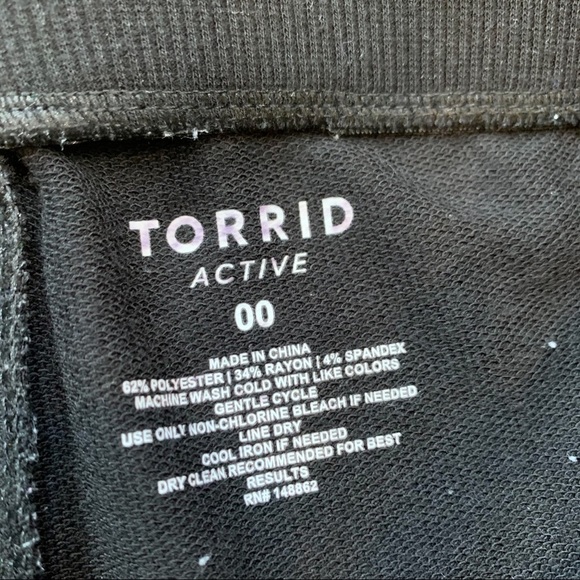 TORRID
ACTIVE
00
MADE IN CHINA
62% POLYESTER | 34% RAYON | 4% SPANDEX
MACHINE WASH COLD WITH LIKE COLORS
GENTLE CYCLE
USE ONLY NON-CHLORINE BLEACH IF NEEDED
LINE DRY
COOL IRON IF NEEDED
DRY CLEAN RECOMMENDED FOR BEST
RESULTS
RN# 148862